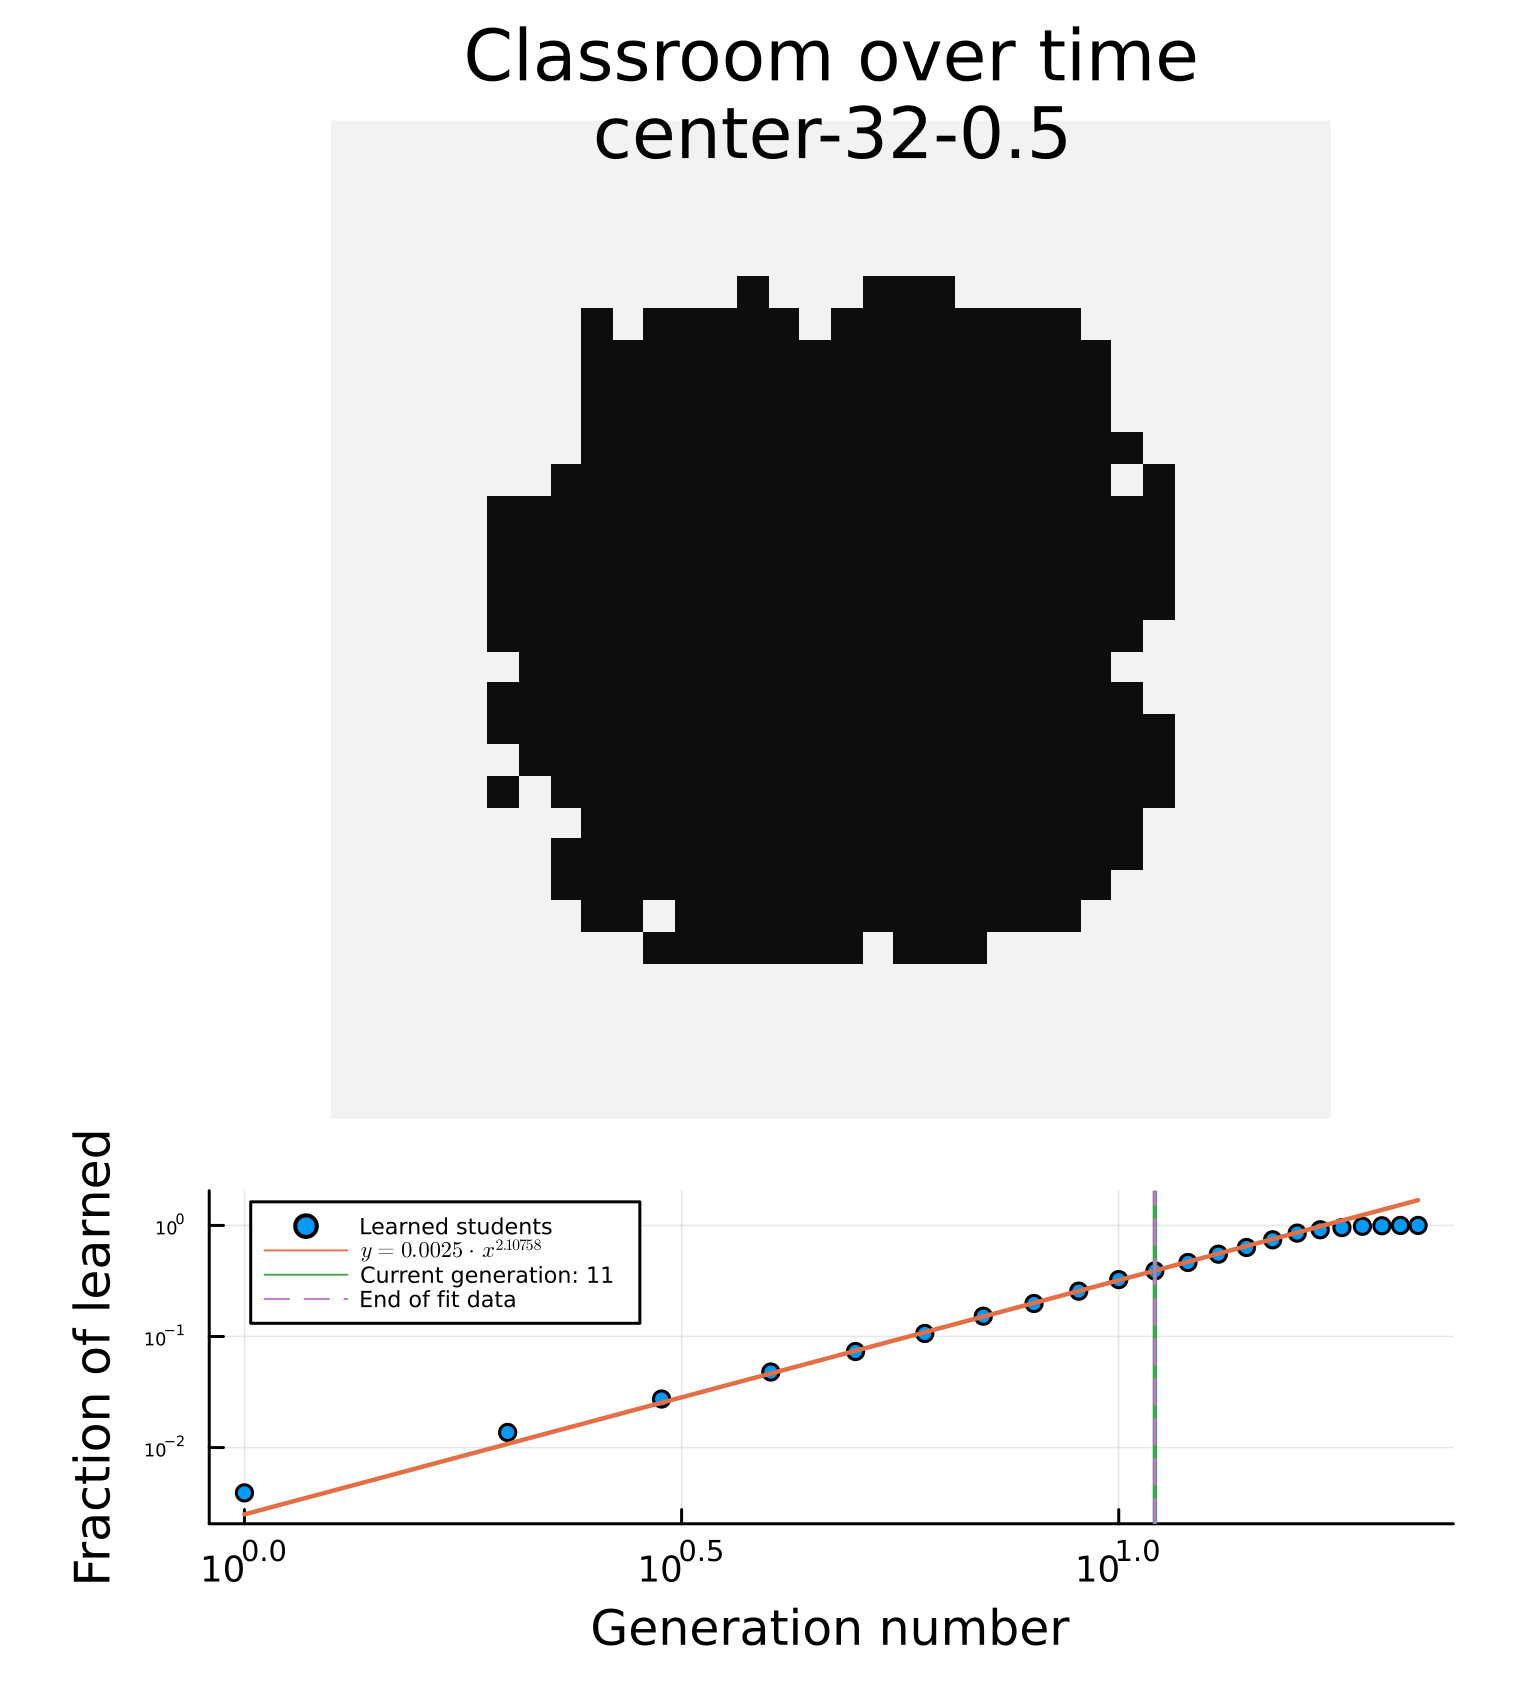 Classroom over time
center-32-0.5
Fraction of learned
10^0
10^−1
10^−2
Learned students
y = 0.0025 · x^2.10758
Current generation: 11
End of fit data
10^0.0
10^0.5
10^1.0
Generation number